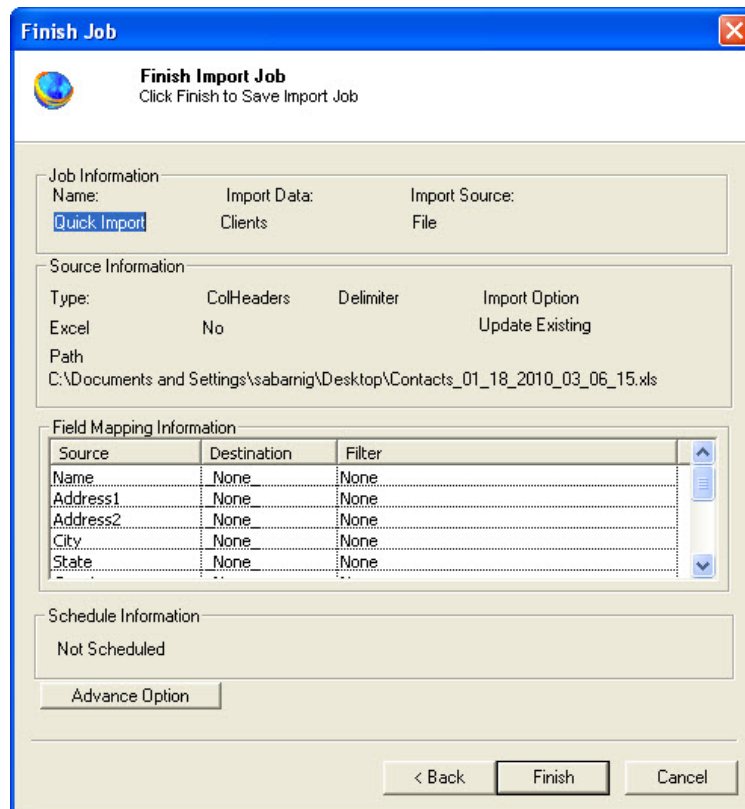 Finish Job
Finish Import Job
Click Finish to Save Import Job
Job Information
Name: Import Data: Import Source:
Quick Import Clients File
Source Information
Type: ColHeaders Delimiter Import Option
Excel No Update Existing
Path
C:\Documents and Settings\sabarnig\Desktop\Contacts_01_18_2010_03_06_15.xls
Field Mapping Information
Source Destination Filter
Name _None_ None
Address1 _None_ None
Address2 _None_ None
City _None_ None
State _None_ None
Schedule Information
Not Scheduled
Advance Option
< Back Finish Cancel